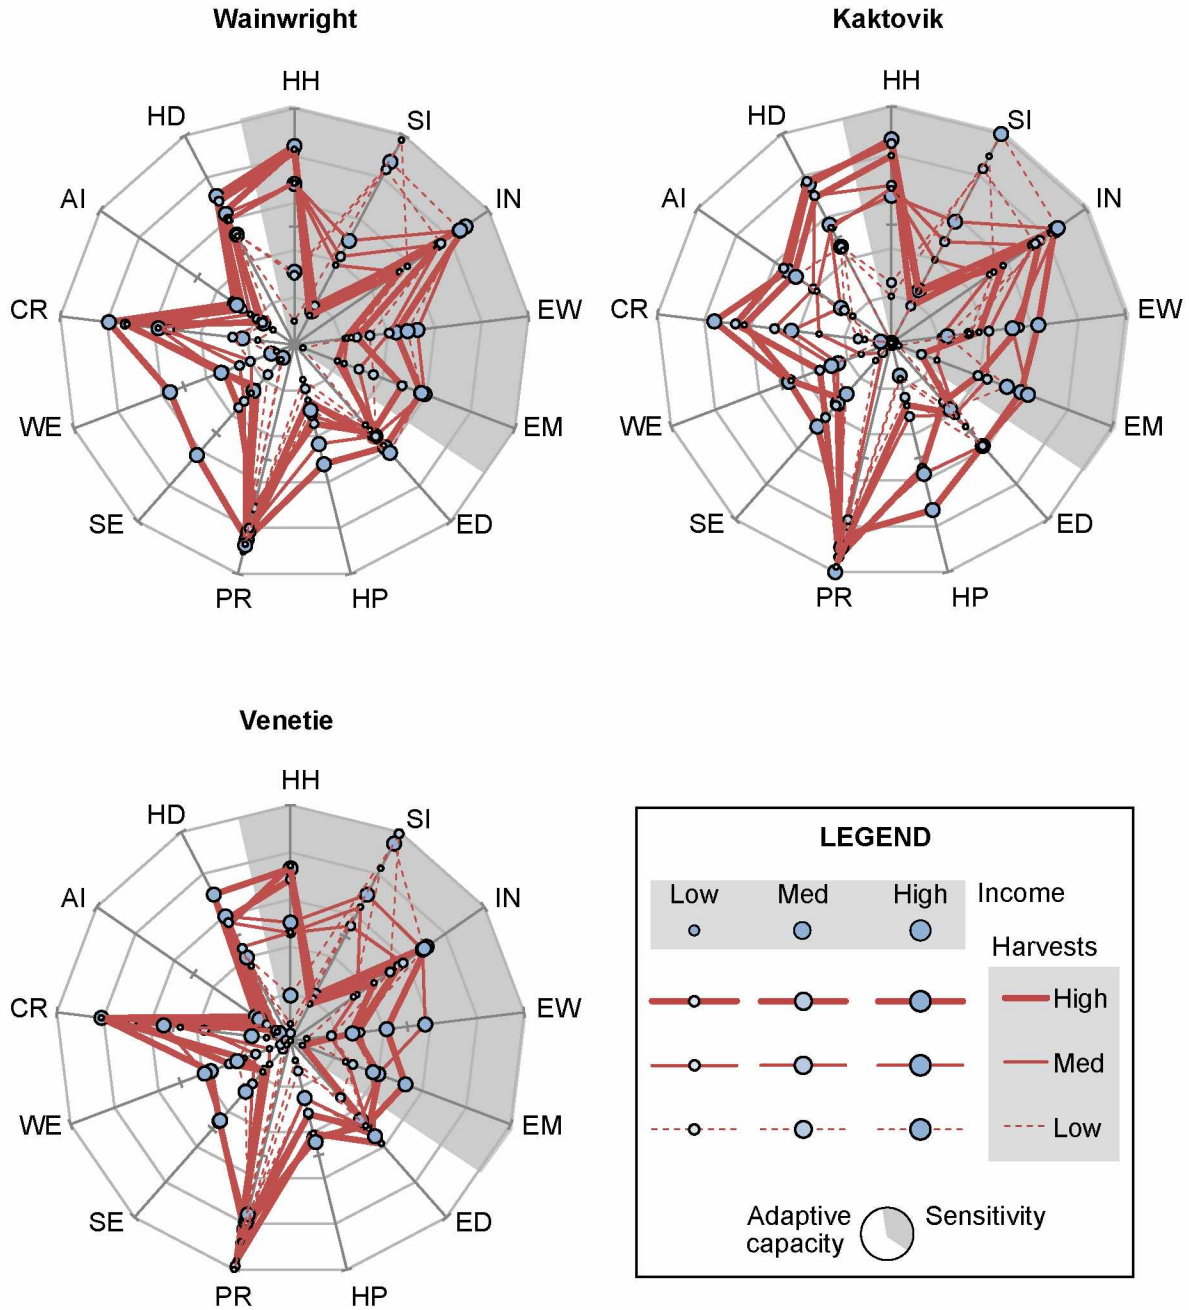 Wainwright
HH
SI
IN
EW
EM
ED
HP
PR
SE
WE
CR
AI
HD
Kaktovik
HH
SI
IN
EW
EM
ED
HP
PR
SE
WE
CR
AI
HD
Venetie
HH
SI
IN
EW
EM
ED
HP
PR
SE
WE
CR
AI
HD
LEGEND
Low Med High Income
Harvests
High
Med
Low
Adaptive capacity
Sensitivity